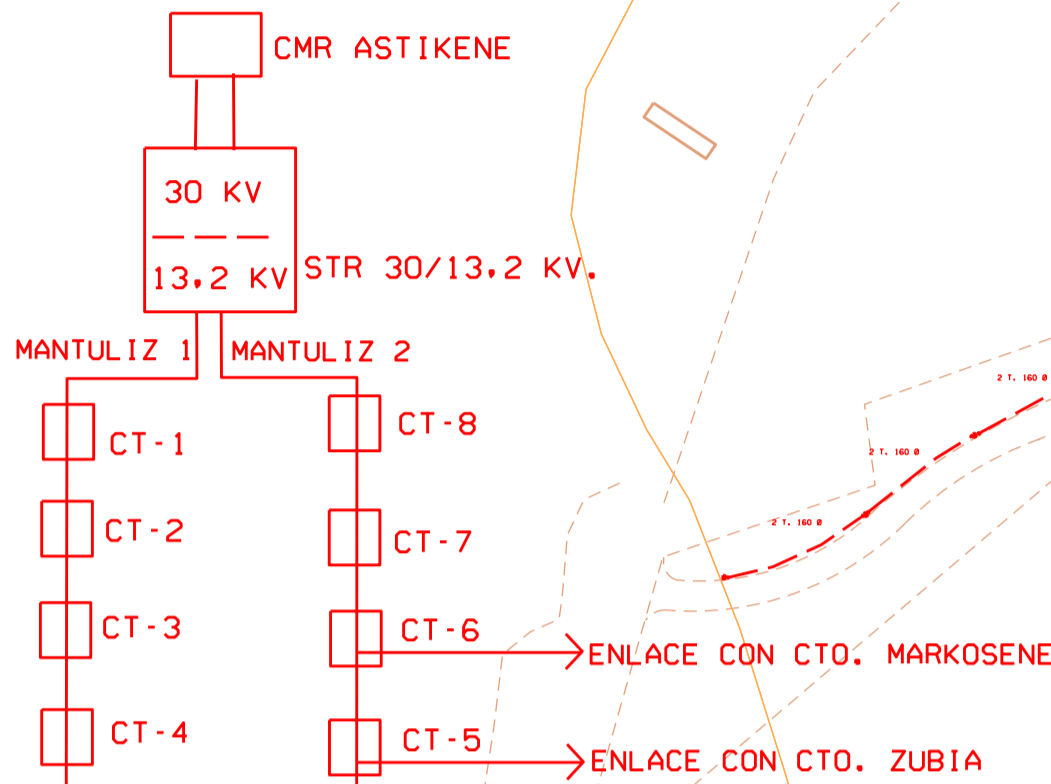 CMR ASTIKENE
30 KV
13,2 KV
STR 30/13,2 KV.
MANTULIZ 1
MANTULIZ 2
2 T. 160 Ø
CT-8
CT-1
2 T. 160 Ø
CT-2
2 T. 160 Ø
CT-7
CT-3
CT-6
ENLACE CON CTO. MARKOSENE
CT-4
CT-5
ENLACE CON CTO. ZUBIA